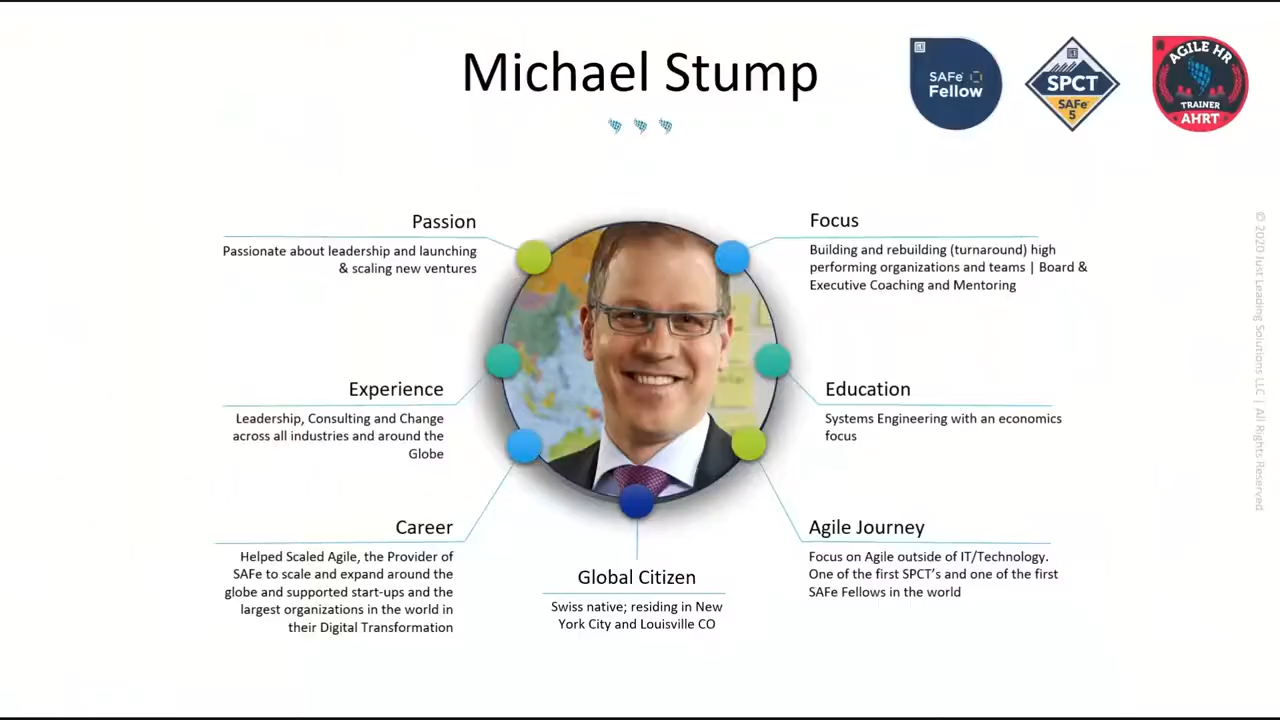 Michael Stump
SAFe
Fellow
SPCT
SAFe
5
AGILE HR
TRAINER
AHRT
Passion
Passionate about leadership and launching
& scaling new ventures
Focus
Building and rebuilding (turnaround) high
performing organizations and teams | Board &
Executive Coaching and Mentoring
Experience
Leadership, Consulting and Change
across all industries and around the
Globe
Education
Systems Engineering with an economics
focus
Career
Helped Scaled Agile, the Provider of
SAFe to scale and expand around the
globe and supported start-ups and the
largest organizations in the world in
their Digital Transformation
Global Citizen
Swiss native; residing in New
York City and Louisville CO
Agile Journey
Focus on Agile outside of IT/Technology.
One of the first SPCT's and one of the first
SAFe Fellows in the world
© 2020 Just Leading Solutions LLC | All Rights Reserved